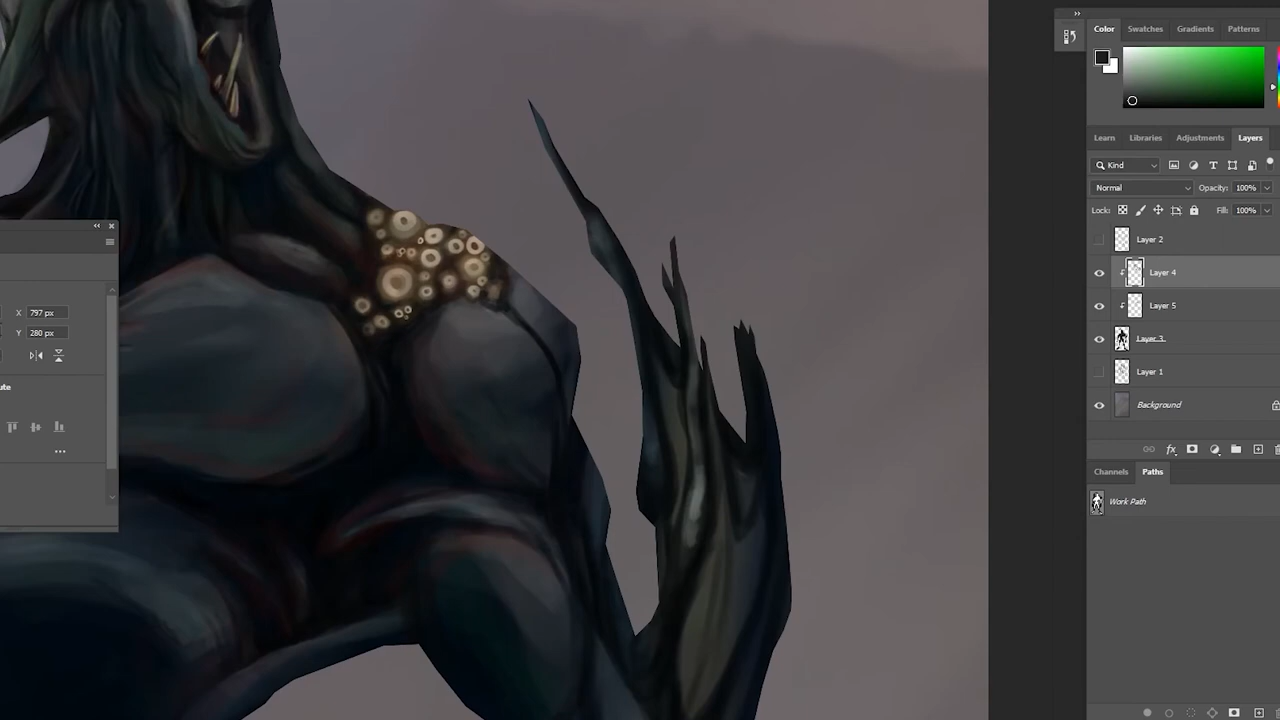 Color Swatches Gradients Patterns
Learn Libraries Adjustments Layers
Kind
Normal Opacity: 100%
Lock: Fill: 100%
Layer 2
Layer 4
Layer 5
Layer 3
Layer 1
Background
Channels Paths
Work Path
X 797 px
Y 280 px
ute